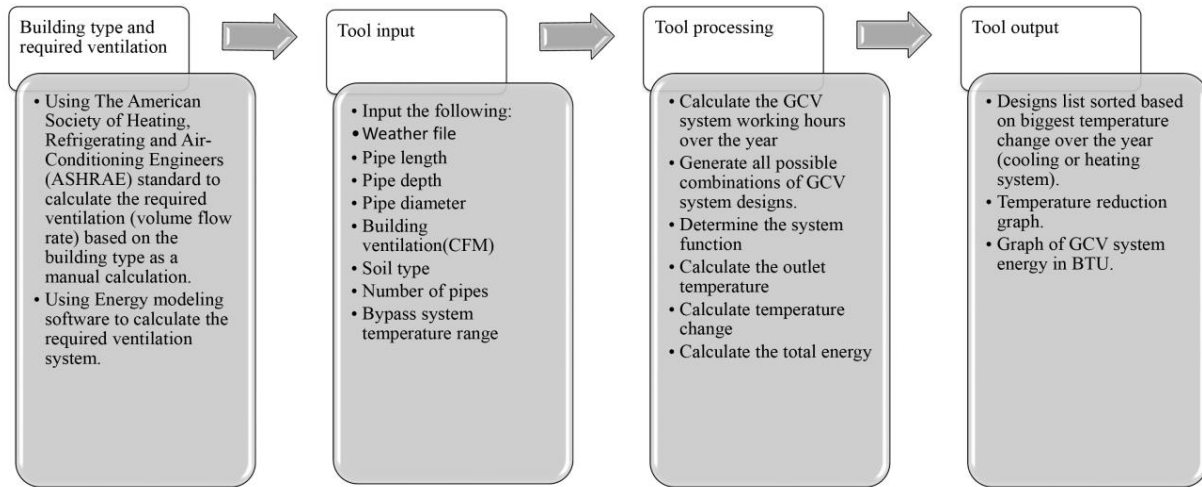 Building type and
required ventilation
• Using The American
Society of Heating,
Refrigerating and Air-
Conditioning Engineers
(ASHRAE) standard to
calculate the required
ventilation (volume flow
rate) based on the
building type as a
manual calculation.
• Using Energy modeling
software to calculate the
required ventilation
system.
Tool input
• Input the following:
• Weather file
• Pipe length
• Pipe depth
• Pipe diameter
• Building
ventilation(CFM)
• Soil type
• Number of pipes
• Bypass system
temperature range
Tool processing
• Calculate the GCV
system working hours
over the year
• Generate all possible
combinations of GCV
system designs.
• Determine the system
function
• Calculate the outlet
temperature
• Calculate temperature
change
• Calculate the total energy
Tool output
• Designs list sorted based
on biggest temperature
change over the year
(cooling or heating
system).
• Temperature reduction
graph.
• Graph of GCV system
energy in BTU.